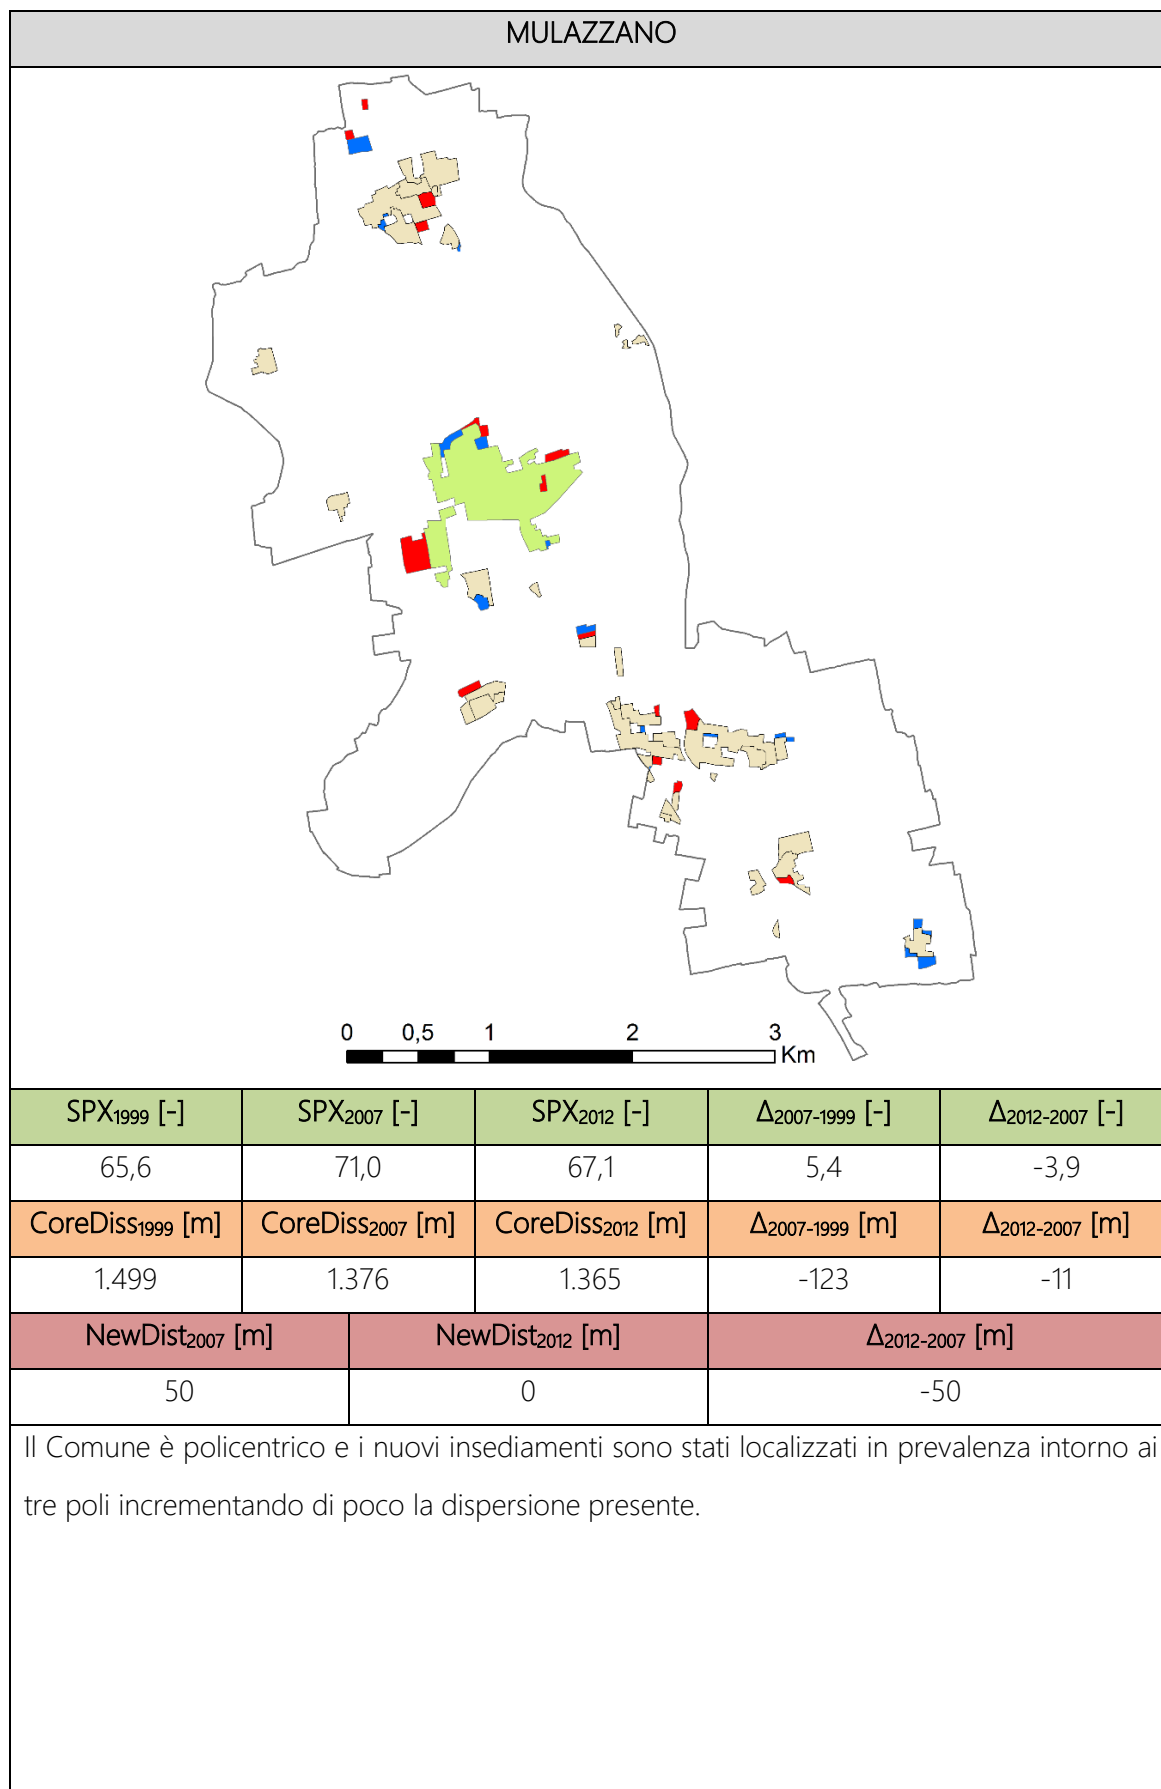 MULAZZANO
0 0,5 1 2 3
Km
SPX1999 [-] SPX2007 [-] SPX2012 [-] Δ2007-1999 [-] Δ2012-2007 [-]
65,6 71,0 67,1 5,4 -3,9
CoreDiss1999 [m] CoreDiss2007 [m] CoreDiss2012 [m] Δ2007-1999 [m] Δ2012-2007 [m]
1.499 1.376 1.365 -123 -11
NewDist2007 [m] NewDist2012 [m] Δ2012-2007 [m]
50 0 -50
Il Comune è policentrico e i nuovi insediamenti sono stati localizzati in prevalenza intorno ai
tre poli incrementando di poco la dispersione presente.